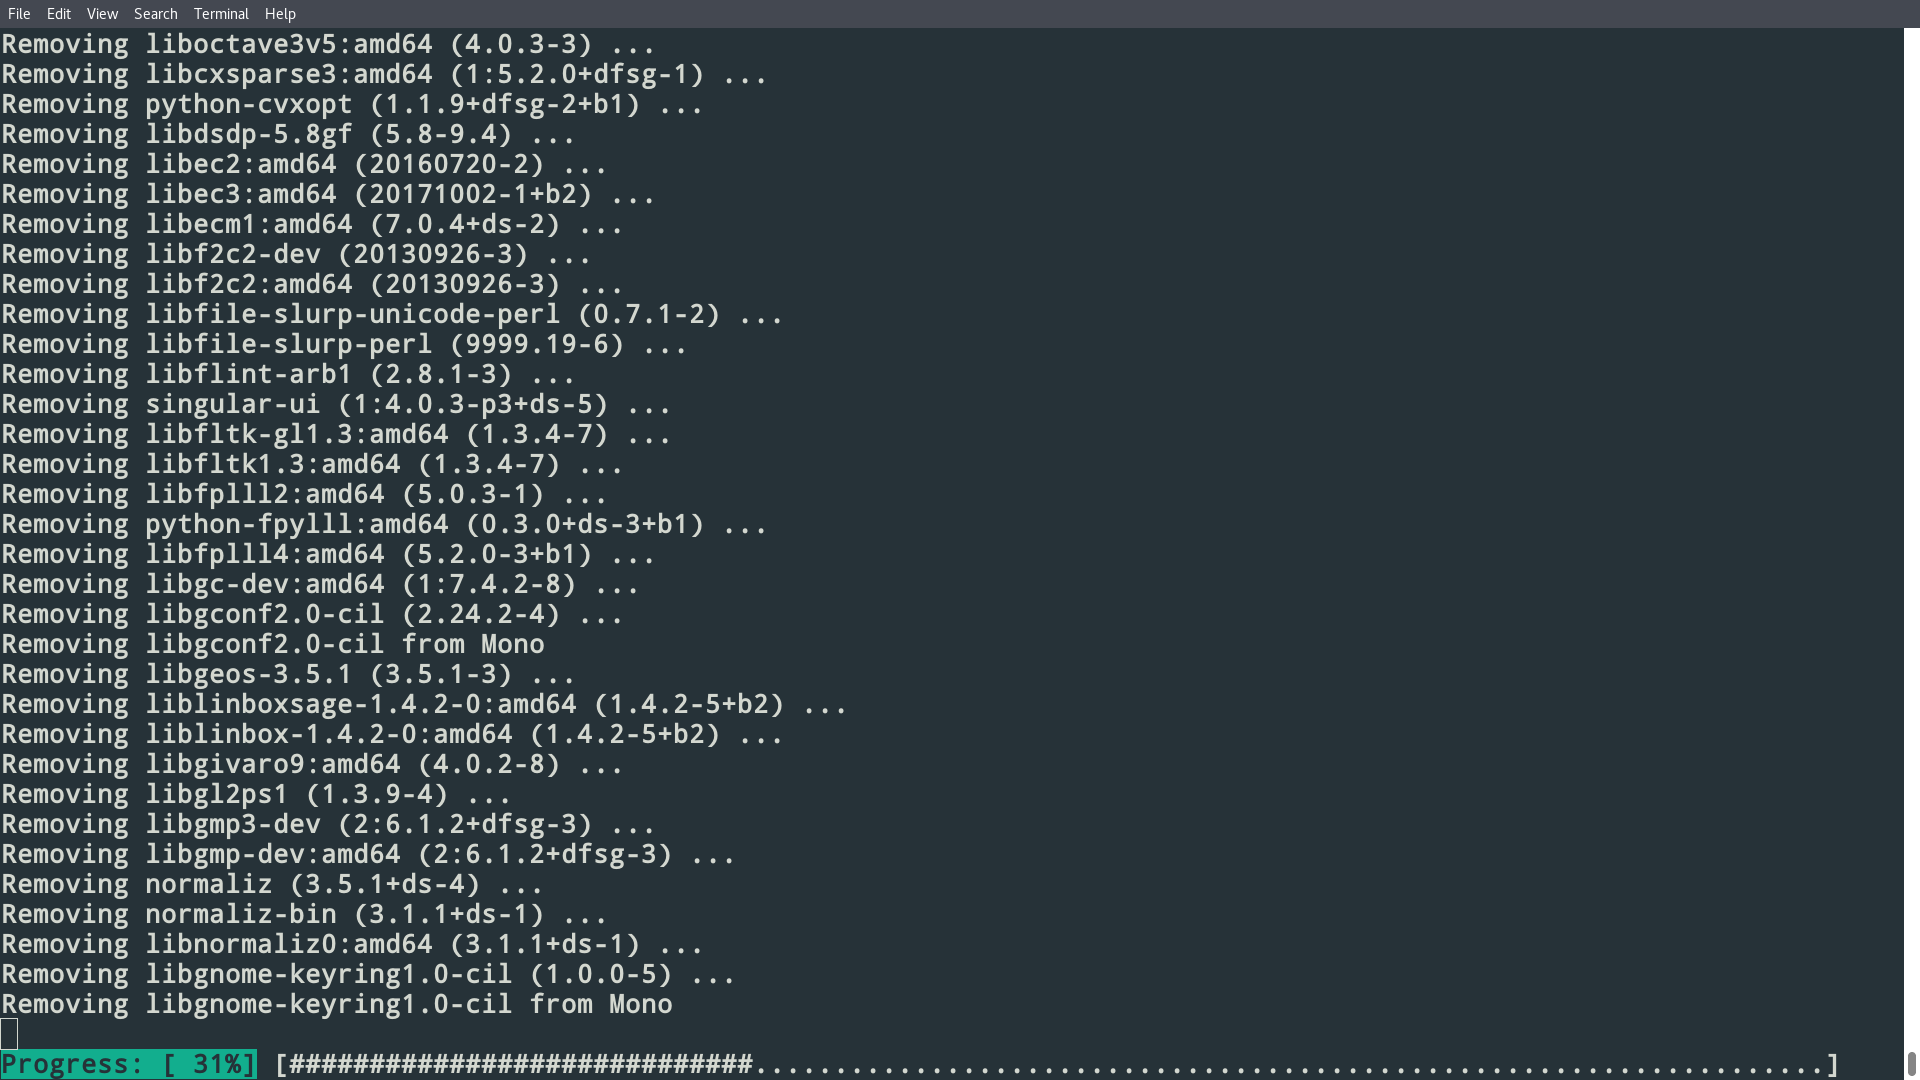 File Edit View Search Terminal Help
Removing liboctave3v5:amd64 (4.0.3-3) ...
Removing libcxsparse3:amd64 (1:5.2.0+dfsg-1) ...
Removing python-cvxopt (1.1.9+dfsg-2+b1) ...
Removing libdsdp-5.8gf (5.8-9.4) ...
Removing libec2:amd64 (20160720-2) ...
Removing libec3:amd64 (20171002-1+b2) ...
Removing libecm1:amd64 (7.0.4+ds-2) ...
Removing libf2c2-dev (20130926-3) ...
Removing libf2c2:amd64 (20130926-3) ...
Removing libfile-slurp-unicode-perl (0.7.1-2) ...
Removing libfile-slurp-perl (9999.19-6) ...
Removing libflint-arb1 (2.8.1-3) ...
Removing singular-ui (1:4.0.3-p3+ds-5) ...
Removing libfltk-gl1.3:amd64 (1.3.4-7) ...
Removing libfltk1.3:amd64 (1.3.4-7) ...
Removing libfplll2:amd64 (5.0.3-1) ...
Removing python-fpylll:amd64 (0.3.0+ds-3+b1) ...
Removing libfplll4:amd64 (5.2.0-3+b1) ...
Removing libgc-dev:amd64 (1:7.4.2-8) ...
Removing libgconf2.0-cil (2.24.2-4) ...
Removing libgconf2.0-cil from Mono
Removing libgeos-3.5.1 (3.5.1-3) ...
Removing liblinboxsage-1.4.2-0:amd64 (1.4.2-5+b2) ...
Removing liblinbox-1.4.2-0:amd64 (1.4.2-5+b2) ...
Removing libgivaro9:amd64 (4.0.2-8) ...
Removing libgl2ps1 (1.3.9-4) ...
Removing libgmp3-dev (2:6.1.2+dfsg-3) ...
Removing libgmp-dev:amd64 (2:6.1.2+dfsg-3) ...
Removing normaliz (3.5.1+ds-4) ...
Removing normaliz-bin (3.1.1+ds-1) ...
Removing libnormaliz0:amd64 (3.1.1+ds-1) ...
Removing libgnome-keyring1.0-cil (1.0.0-5) ...
Removing libgnome-keyring1.0-cil from Mono
Progress: [ 31%] [#############################...................................................................]